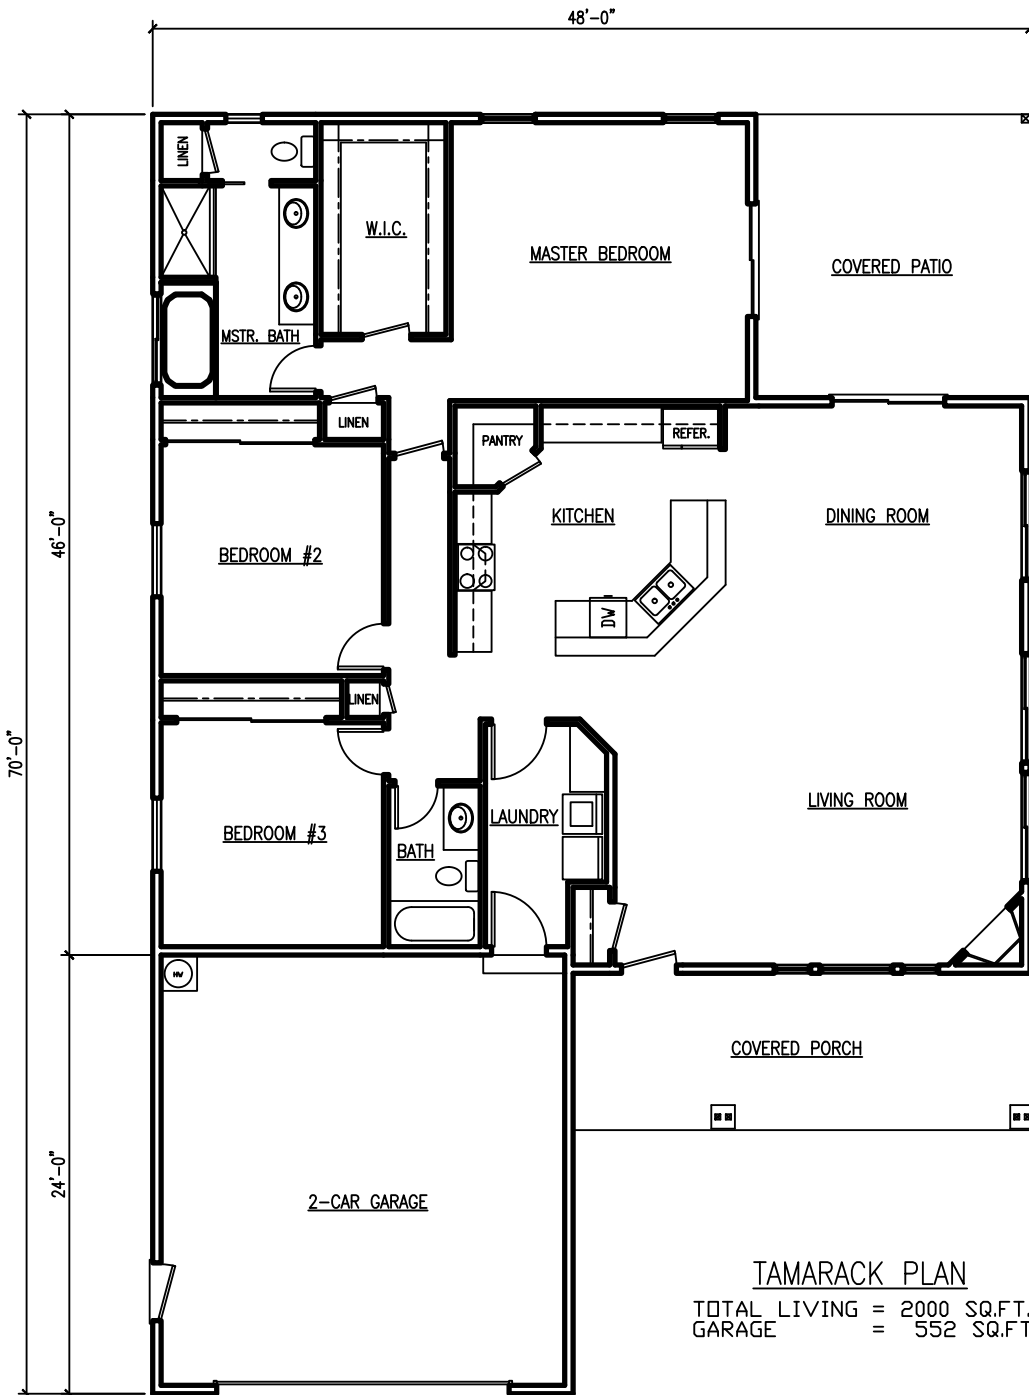 48'-0"
LINEN
W.I.C.
MASTER BEDROOM
COVERED PATIO
MSTR. BATH
LINEN
PANTRY
REFER.
KITCHEN
DINING ROOM
46'-0"
BEDROOM #2
DW
LINEN
70'-0"
LIVING ROOM
LAUNDRY
BEDROOM #3
BATH
HW
COVERED PORCH
24'-0"
2-CAR GARAGE
TAMARACK PLAN
TOTAL LIVING = 2000 SQ.FT.
GARAGE = 552 SQ.FT